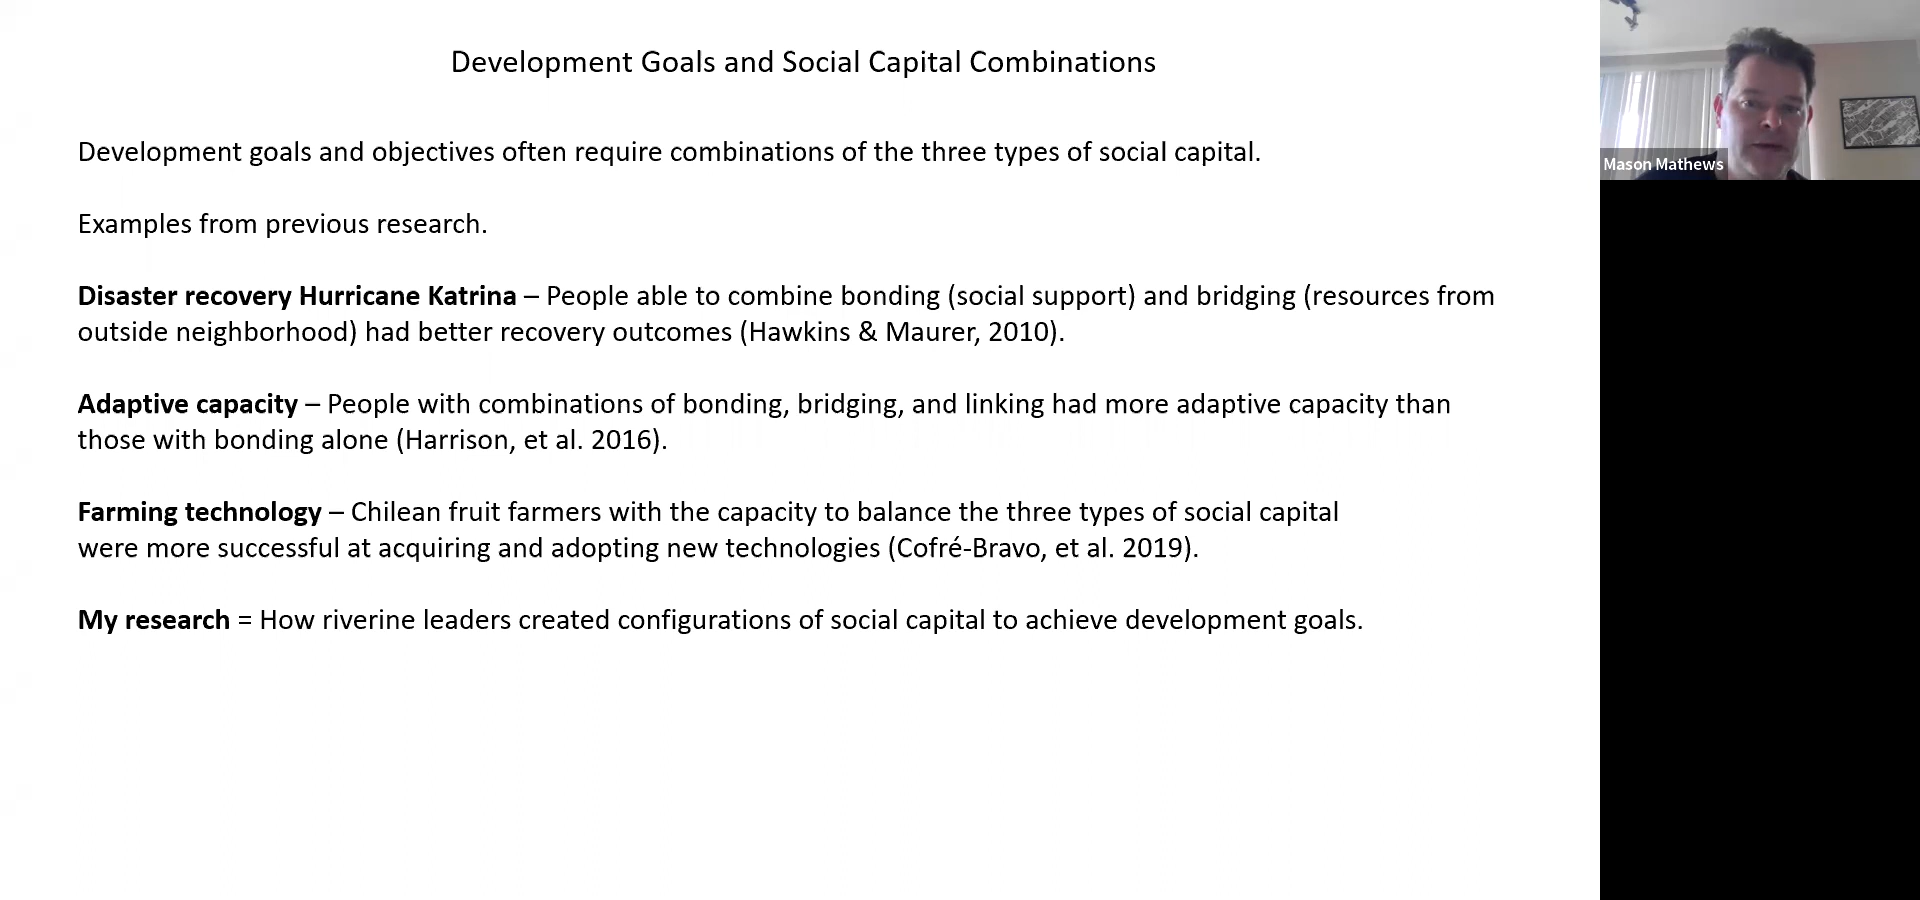 Development Goals and Social Capital Combinations
Development goals and objectives often require combinations of the three types of social capital.
Examples from previous research.
Disaster recovery Hurricane Katrina – People able to combine bonding (social support) and bridging (resources from
outside neighborhood) had better recovery outcomes (Hawkins & Maurer, 2010).
Adaptive capacity – People with combinations of bonding, bridging, and linking had more adaptive capacity than
those with bonding alone (Harrison, et al. 2016).
Farming technology – Chilean fruit farmers with the capacity to balance the three types of social capital
were more successful at acquiring and adopting new technologies (Cofré-Bravo, et al. 2019).
My research = How riverine leaders created configurations of social capital to achieve development goals.
Mason Mathews